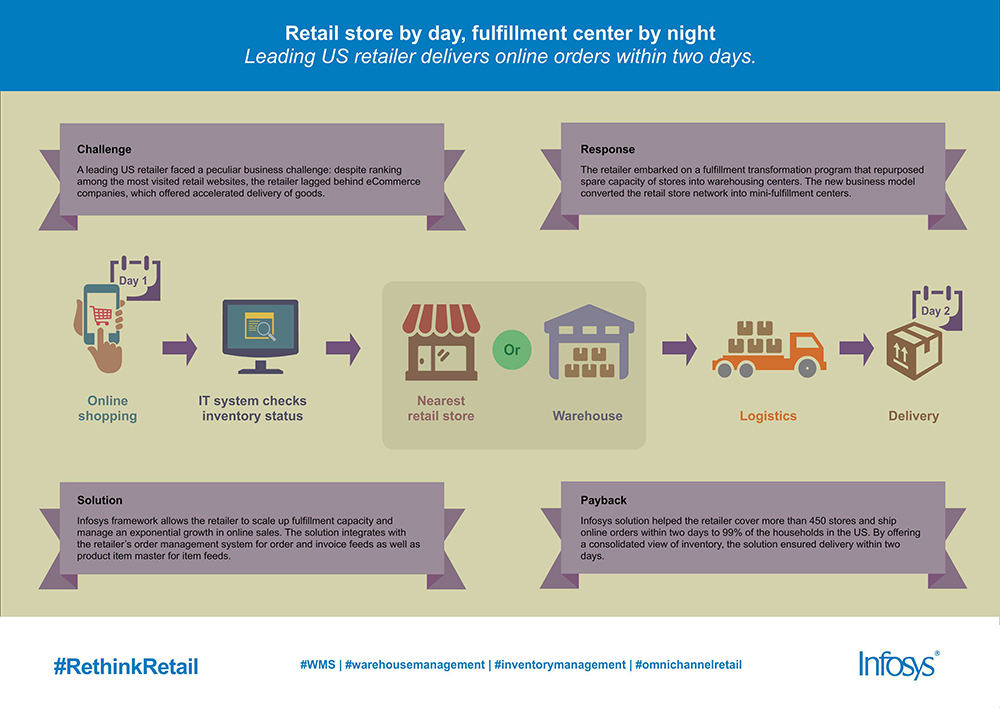 Retail store by day, fulfillment center by night
Leading US retailer delivers online orders within two days.
Challenge
A leading US retailer faced a peculiar business challenge: despite ranking
among the most visited retail websites, the retailer lagged behind eCommerce
companies, which offered accelerated delivery of goods.
Response
The retailer embarked on a fulfillment transformation program that repurposed
spare capacity of stores into warehousing centers. The new business model
converted the retail store network into mini-fulfillment centers.
Day 1
Online
shopping
IT system checks
inventory status
Nearest
retail store
Or
Warehouse
Logistics
Day 2
Delivery
Solution
Infosys framework allows the retailer to scale up fulfillment capacity and
manage an exponential growth in online sales. The solution integrates with
the retailer's order management system for order and invoice feeds as well as
product item master for item feeds.
Payback
Infosys solution helped the retailer cover more than 450 stores and ship
online orders within two days to 99% of the households in the US. By offering
a consolidated view of inventory, the solution ensured delivery within two
days.
#RethinkRetail
#WMS | #warehousemanagement | #inventorymanagement | #omnichannelretail
Infosys®